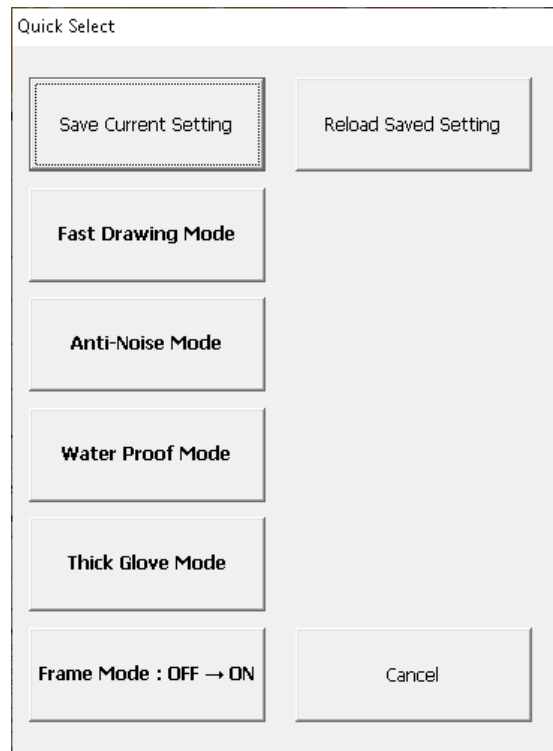 Quick Select
Save Current Setting
Reload Saved Setting
Fast Drawing Mode
Anti-Noise Mode
Water Proof Mode
Thick Glove Mode
Frame Mode : OFF → ON
Cancel